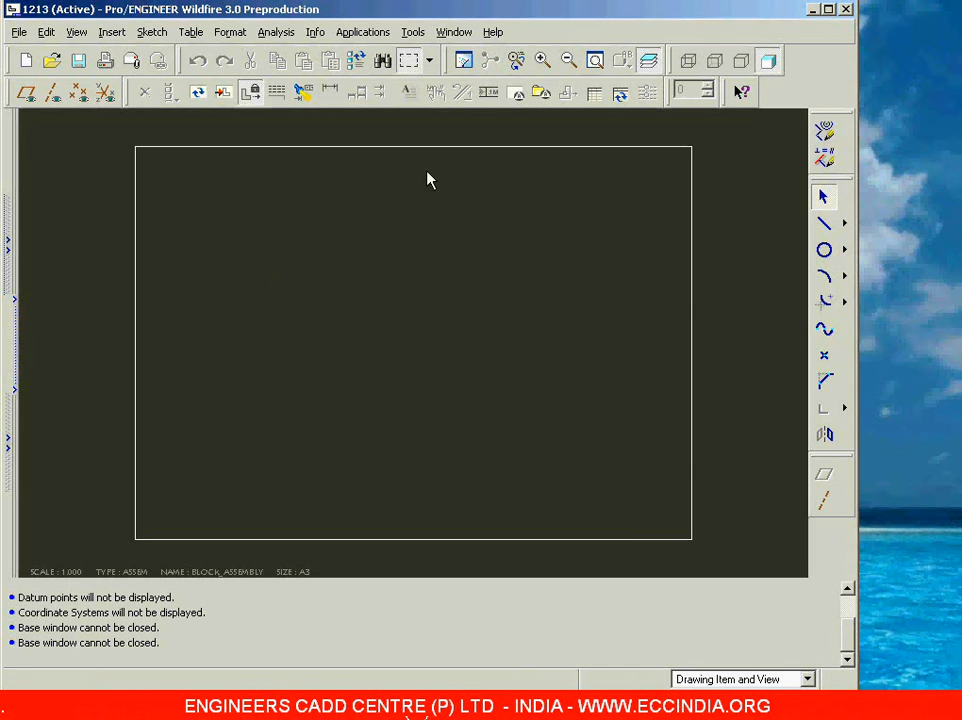 1213 (Active) - Pro/ENGINEER Wildfire 3.0 Preproduction
File Edit View Insert Sketch Table Format Analysis Info Applications Tools Window Help
0
SCALE : 1.000 TYPE : ASSEM NAME : BLOCK_ASSEMBLY SIZE : A3
Datum points will not be displayed.
Coordinate Systems will not be displayed.
Base window cannot be closed.
Base window cannot be closed.
Drawing Item and View
. ENGINEERS CADD CENTRE (P) LTD - INDIA - WWW.ECCINDIA.ORG